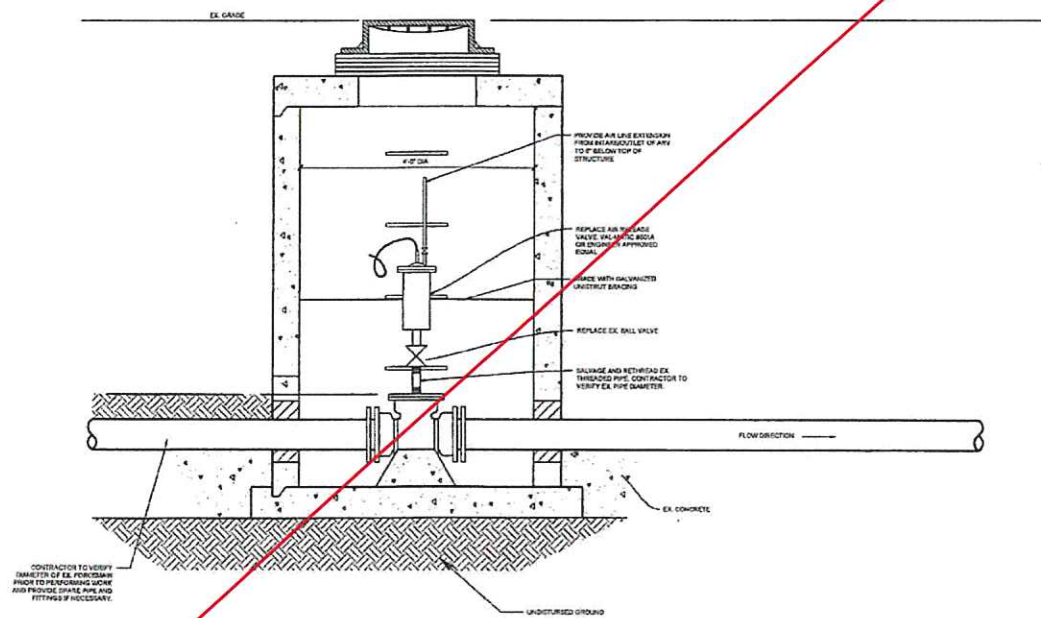 EX. GRADE
PROVIDE AIR LINE EXTENSION
FROM INTAKE/OUTLET OF ARV
TO 6" BELOW TOP OF
STRUCTURE
4'-0" DIA
REPLACE AIR RELEASE
VALVE, VAL-MATIC
OR ENGINEER APPROVED
EQUAL
BRACE WITH GALVANIZED
UNISTRUT BRACING
REPLACE EX. BALL VALVE
SALVAGE AND RETHREAD EX.
THREADED PIPE. CONTRACTOR TO
VERIFY EX. PIPE DIAMETER.
FLOW DIRECTION
EX. CONCRETE
CONTRACTOR TO VERIFY
DIAMETER OF EX. FORCEMAIN
PRIOR TO PERFORMING WORK
AND PROVIDE SPARE PIPE AND
FITTINGS IF NECESSARY.
UNDISTURBED GROUND